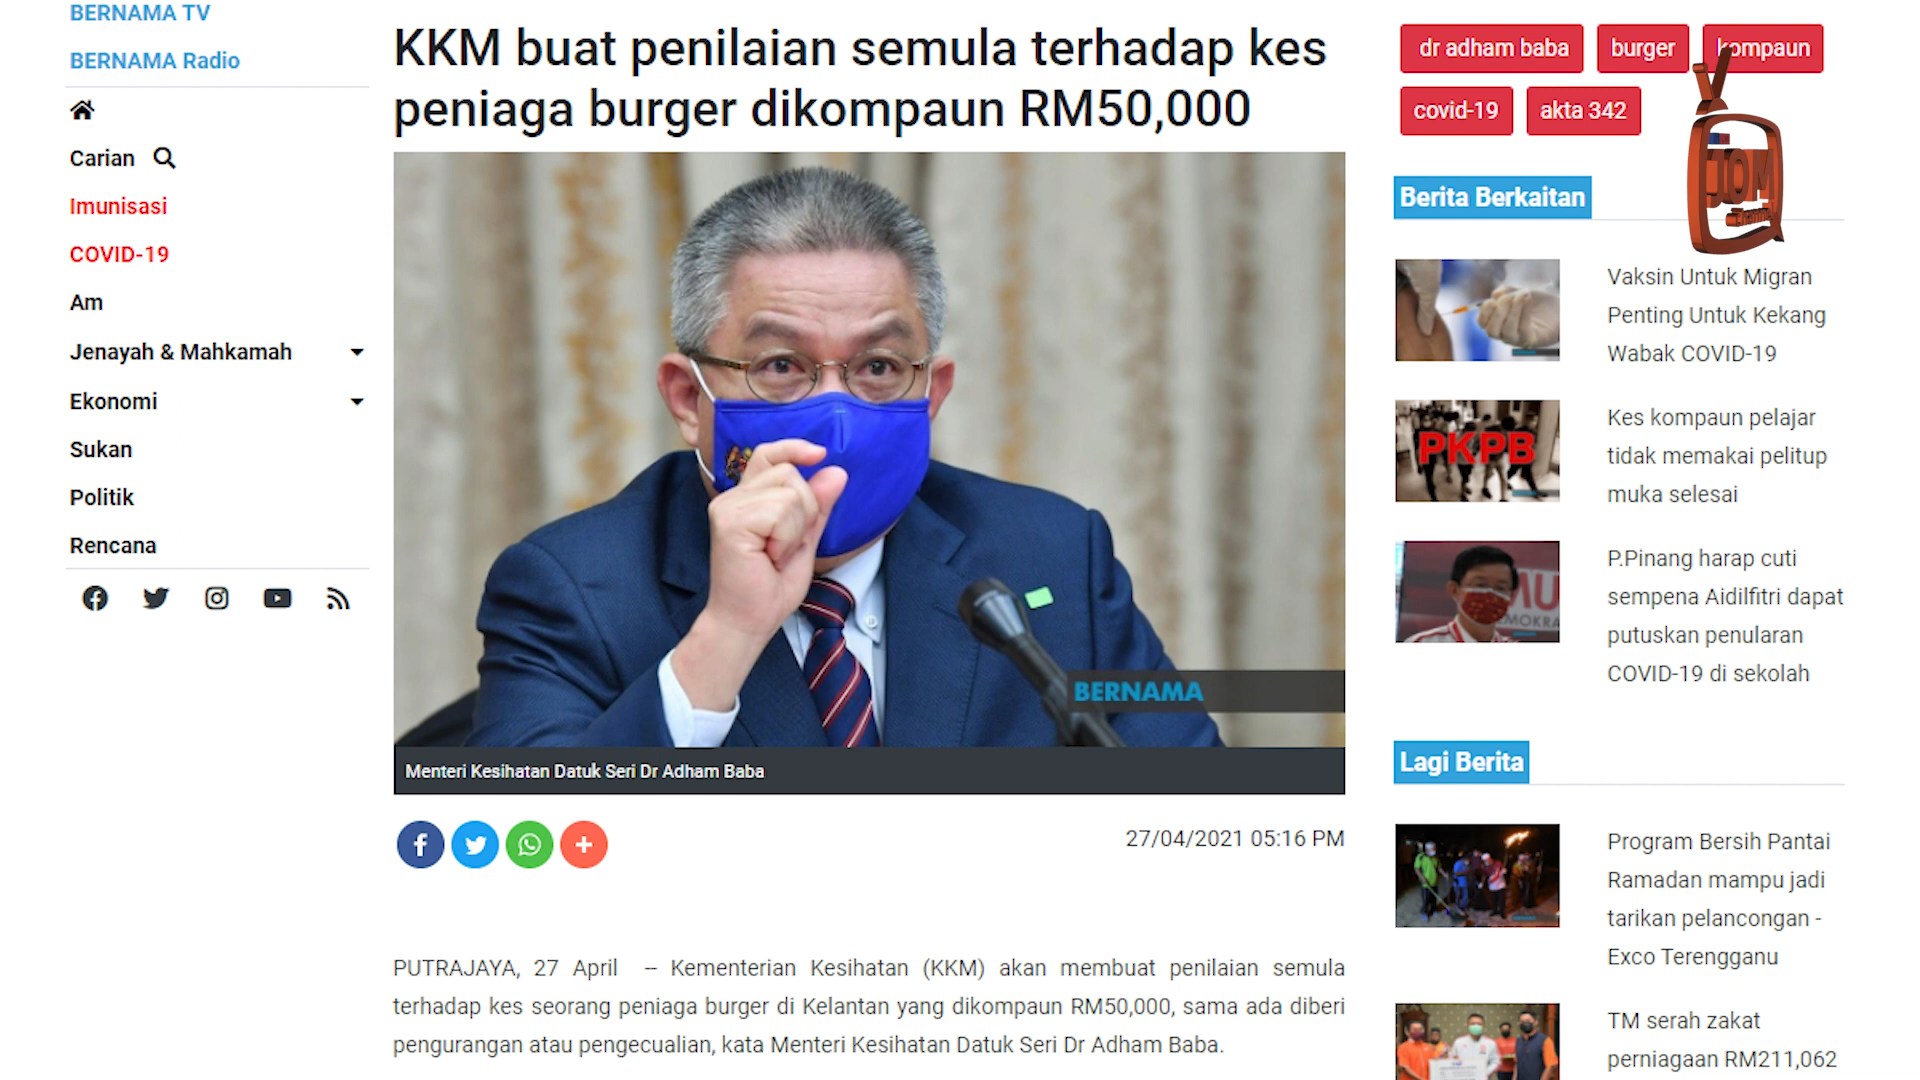 BERNAMA TV
BERNAMA Radio
Carian
Imunisasi
COVID-19
Am
Jenayah & Mahkamah
Ekonomi
Sukan
Politik
Rencana
KKM buat penilaian semula terhadap kes
peniaga burger dikompaun RM50,000
BERNAMA
Menteri Kesihatan Datuk Seri Dr Adham Baba
27/04/2021 05:16 PM
PUTRAJAYA, 27 April -- Kementerian Kesihatan (KKM) akan membuat penilaian semula
terhadap kes seorang peniaga burger di Kelantan yang dikompaun RM50,000, sama ada diberi
pengurangan atau pengecualian, kata Menteri Kesihatan Datuk Seri Dr Adham Baba.
dr adham baba burger kompaun
covid-19 akta 342
JOM
Channel
Berita Berkaitan
Vaksin Untuk Migran
Penting Untuk Kekang
Wabak COVID-19
PKPB
Kes kompaun pelajar
tidak memakai pelitup
muka selesai
P.Pinang harap cuti
sempena Aidilfitri dapat
putuskan penularan
COVID-19 di sekolah
Lagi Berita
Program Bersih Pantai
Ramadan mampu jadi
tarikan pelancongan -
Exco Terengganu
TM serah zakat
perniagaan RM211,062